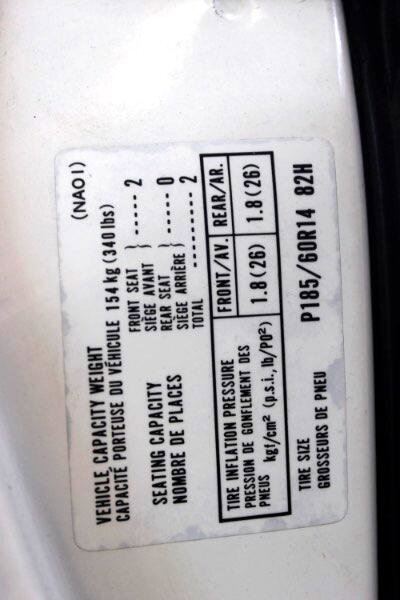 (NA01)
VEHICLE CAPACITY WEIGHT
CAPACITÉ PORTEUSE DU VÉHICULE 154 kg (340 lbs)
SEATING CAPACITY
NOMBRE DE PLACES
FRONT SEAT
SIÈGE AVANT } ----- 2
REAR SEAT
SIÈGE ARRIÈRE } ----- 0
TOTAL --------- 2
TIRE INFLATION PRESSURE
PRESSION DE GONFLEMENT DES
PNEUS kgf/cm² (p.s.i., lb/PO²)
FRONT/AV. REAR/AR.
1.8(26) 1.8(26)
TIRE SIZE
GROSSEURS DE PNEU
P185/60R14 82H